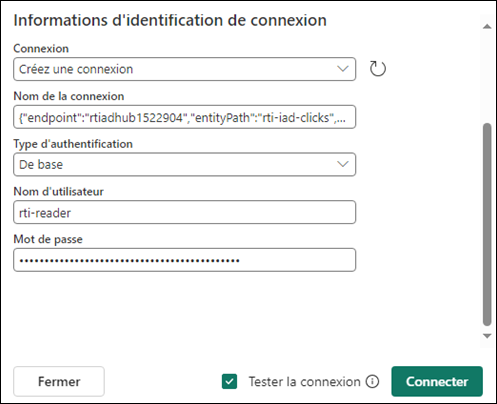 Informations d'identification de connexion
Connexion
Créez une connexion
Nom de la connexion
{"endpoint":"rtiadhub1522904","entityPath":"rti-iad-clicks",...
Type d'authentification
De base
Nom d'utilisateur
rti-reader
Mot de passe
••••••••••••••••••••••••••••••••••••••••••••
Fermer
Tester la connexion
Connecter